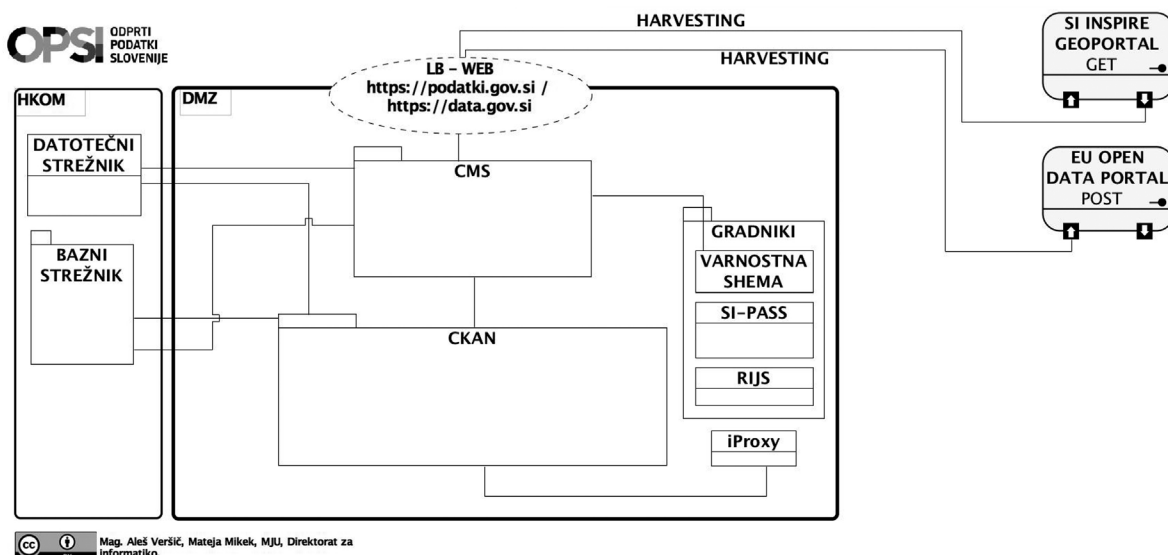 OPSI ODPRTI
PODATKI
SLOVENIJE
HARVESTING
HARVESTING
SI INSPIRE
GEOPORTAL
GET
EU OPEN
DATA PORTAL
POST
LB – WEB
https://podatki.gov.si /
https://data.gov.si
HKOM
DATOTEČNI
STREŽNIK
BAZNI
STREŽNIK
DMZ
CMS
CKAN
GRADNIKI
VARNOSTNA
SHEMA
SI-PASS
RIJS
iProxy
cc
Mag. Aleš Veršič, Mateja Mikek, MJU, Direktorat za
informatiko